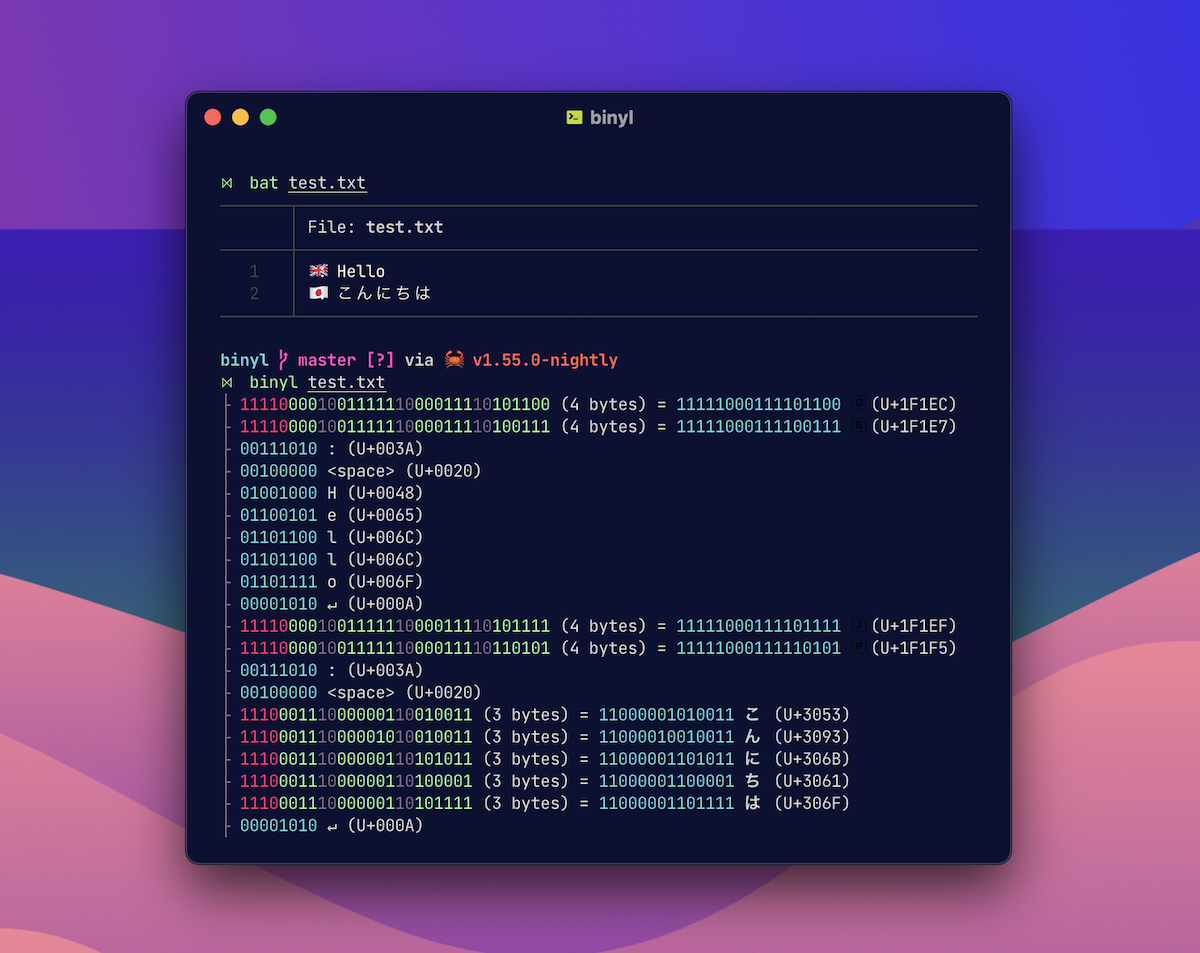 binyl
⋈ bat test.txt
File: test.txt
1 🇬🇧 Hello
2 🇯🇵 こんにちは
binyl master [?] via 🦀 v1.55.0-nightly
⋈ binyl test.txt
11110000100111111000011110101100 (4 bytes) = 11111000111101100 🇬 (U+1F1EC)
11110000100111111000011110100111 (4 bytes) = 11111000111100111 🇧 (U+1F1E7)
00111010 : (U+003A)
00100000 <space> (U+0020)
01001000 H (U+0048)
01100101 e (U+0065)
01101100 l (U+006C)
01101100 l (U+006C)
01101111 o (U+006F)
00001010 ↵ (U+000A)
11110000100111111000011110101111 (4 bytes) = 11111000111101111 🇯 (U+1F1EF)
11110000100111111000011110110101 (4 bytes) = 11111000111110101 🇵 (U+1F1F5)
00111010 : (U+003A)
00100000 <space> (U+0020)
111000111000000110010011 (3 bytes) = 11000001010011 こ (U+3053)
111000111000001010010011 (3 bytes) = 11000010010011 ん (U+3093)
111000111000000110101011 (3 bytes) = 11000001101011 に (U+306B)
111000111000000110100001 (3 bytes) = 11000001100001 ち (U+3061)
111000111000000110101111 (3 bytes) = 11000001101111 は (U+306F)
00001010 ↵ (U+000A)